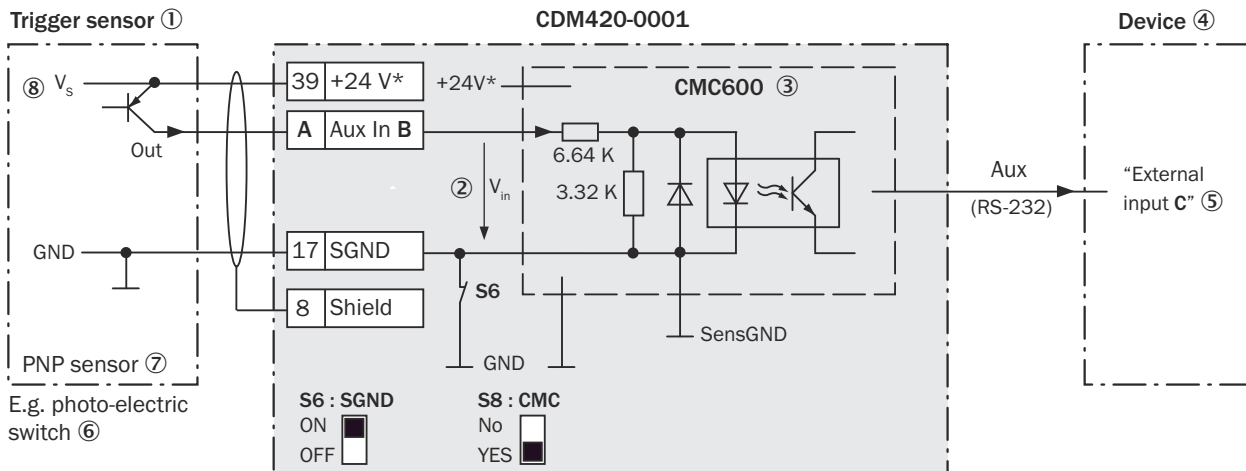 Trigger sensor ①
CDM420-0001
Device ④
⑧ Vs
39 +24 V*
+24V*
CMC600 ③
A Aux In B
Out
6.64 K
② Vin
3.32 K
Aux
(RS-232)
“External
input C” ⑤
GND
17 SGND
S6
8 Shield
SensGND
PNP sensor ⑦
GND
E.g. photo-electric
switch ⑥
S6 : SGND
ON
OFF
S8 : CMC
No
YES